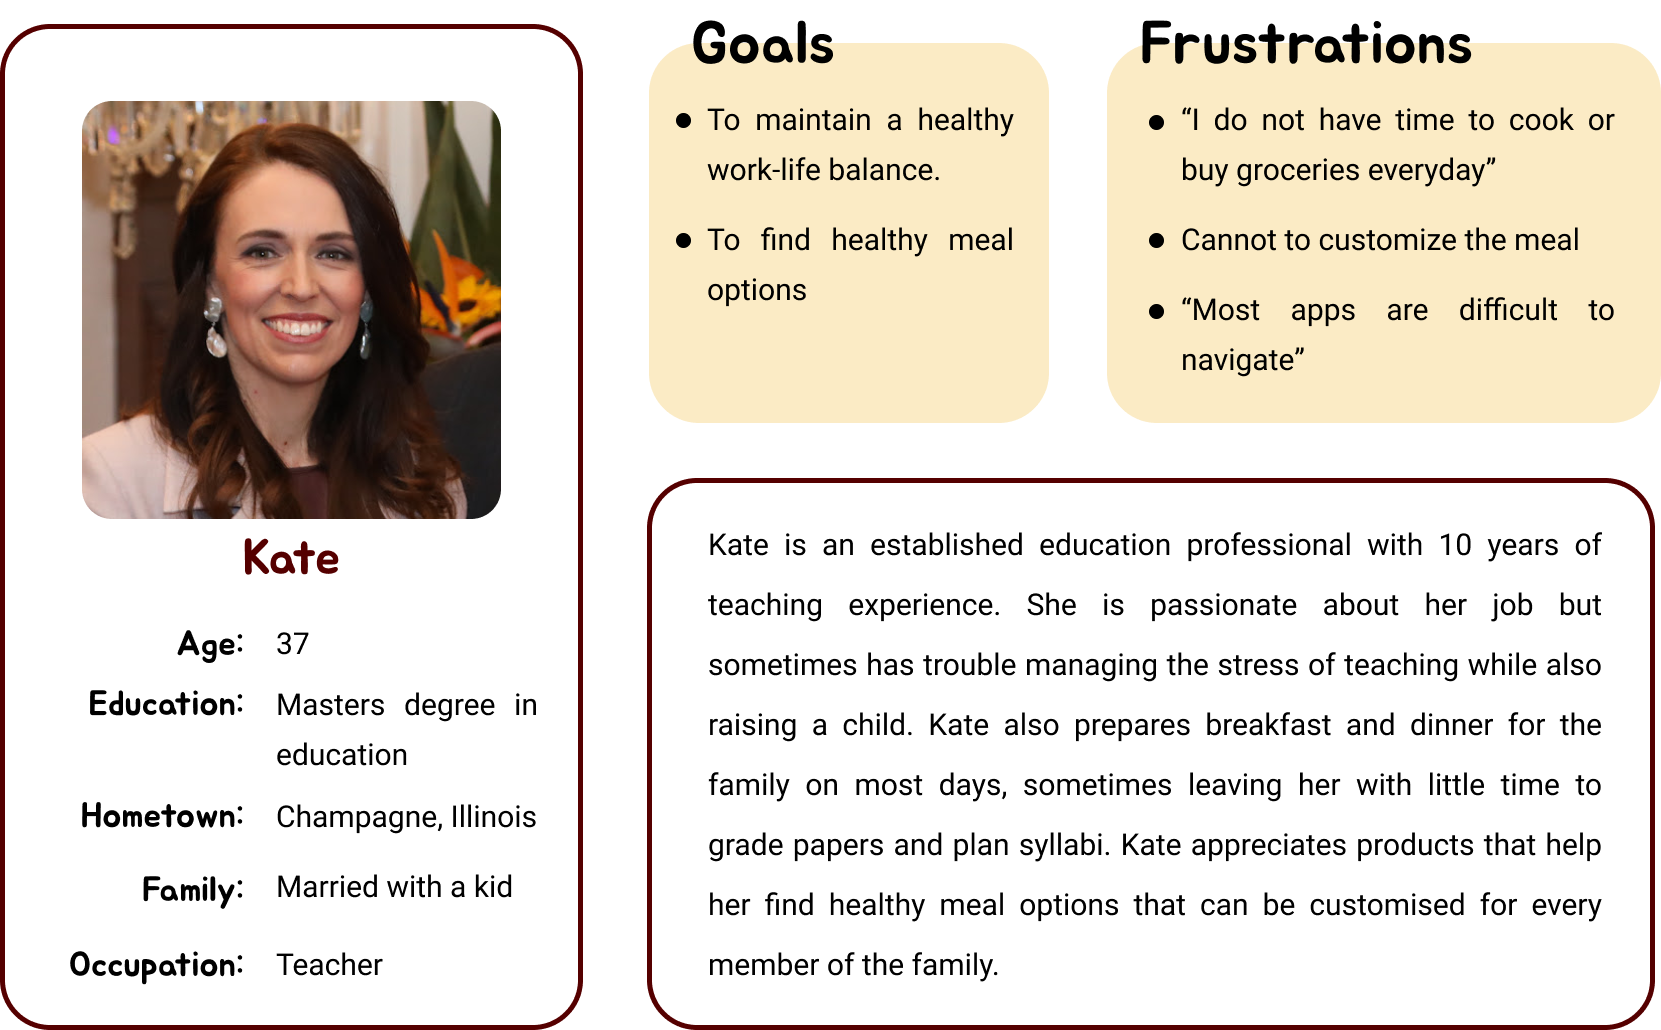 Kate
Age: 37
Education: Masters degree in
education
Hometown: Champagne, Illinois
Family: Married with a kid
Occupation: Teacher
Goals
• To maintain a healthy
work-life balance.
• To find healthy meal
options
Frustrations
• “I do not have time to cook or
buy groceries everyday”
• Cannot to customize the meal
• “Most apps are difficult to
navigate”
Kate is an established education professional with 10 years of
teaching experience. She is passionate about her job but
sometimes has trouble managing the stress of teaching while also
raising a child. Kate also prepares breakfast and dinner for the
family on most days, sometimes leaving her with little time to
grade papers and plan syllabi. Kate appreciates products that help
her find healthy meal options that can be customised for every
member of the family.